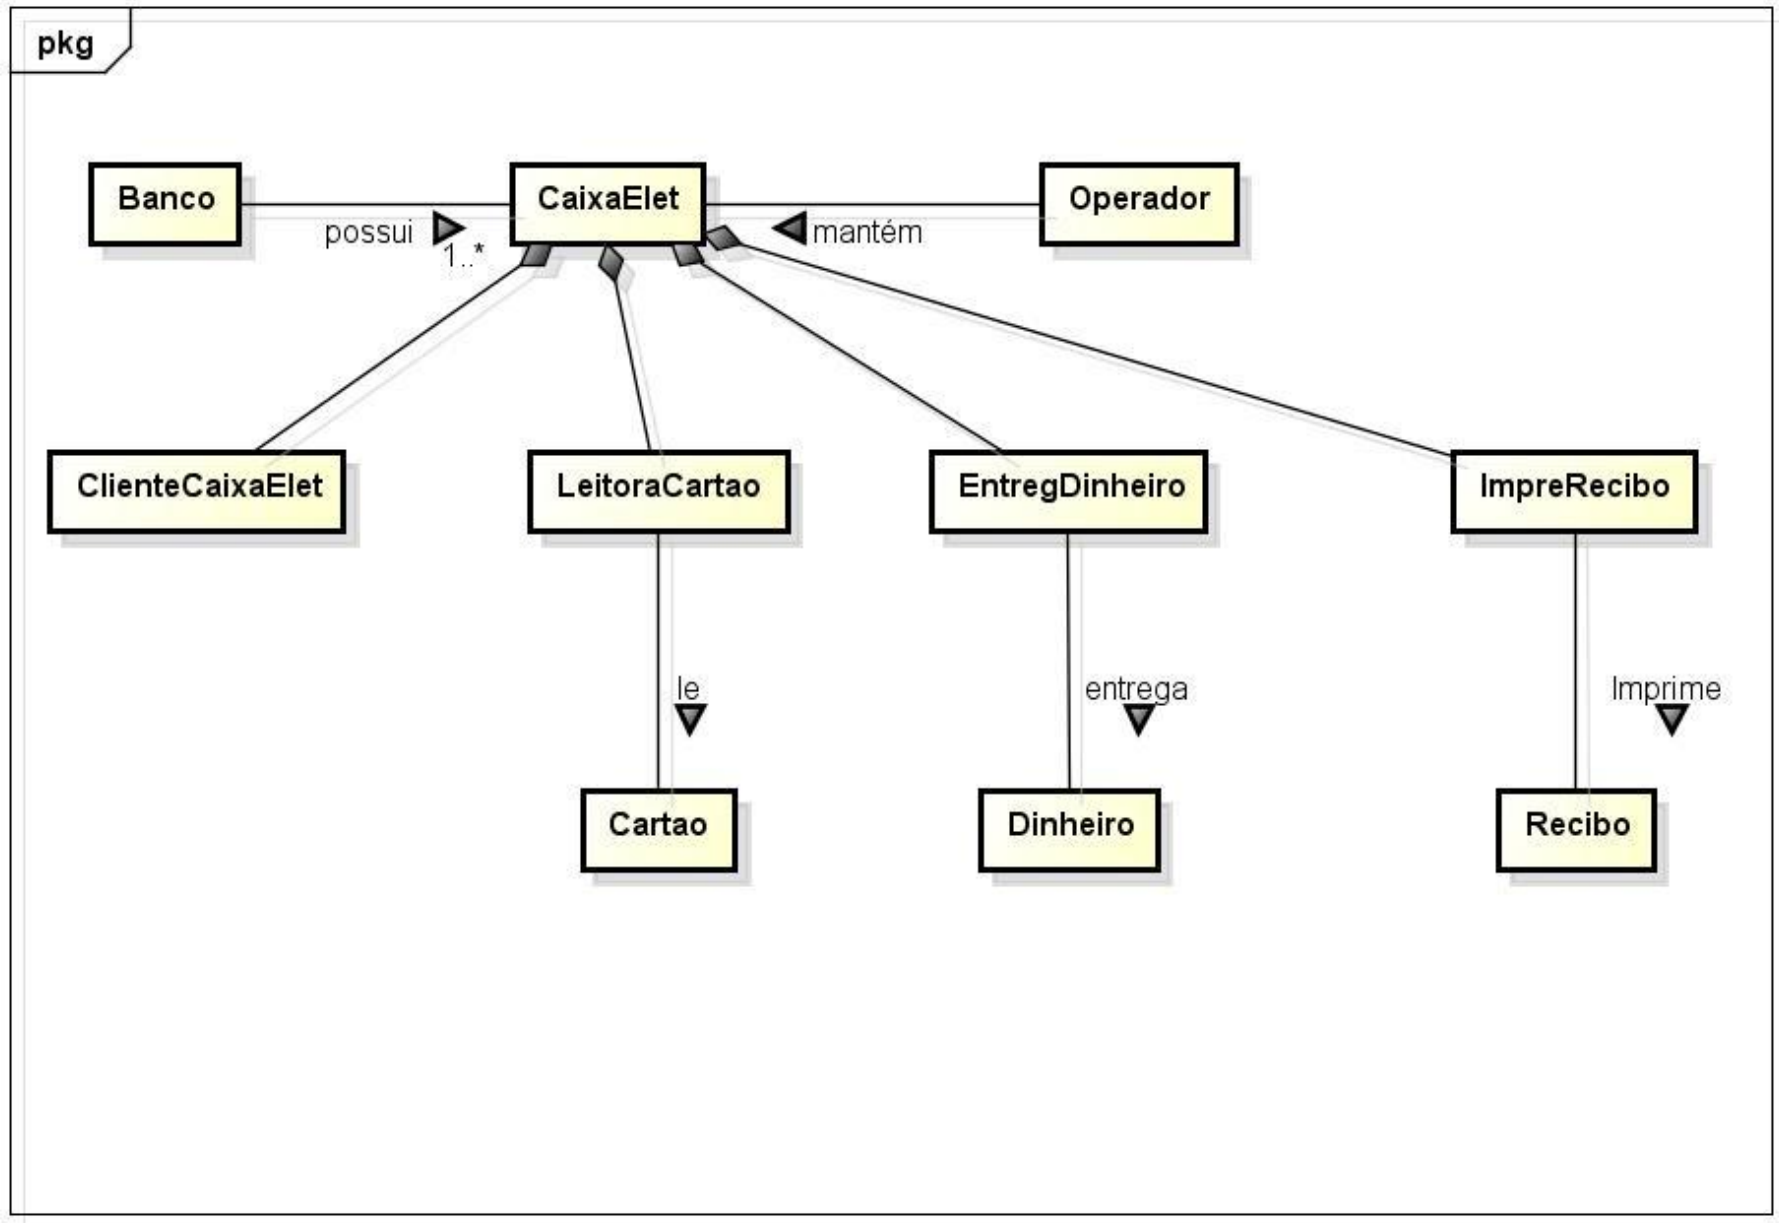 pkg
Banco
CaixaElet
Operador
possui
1..*
mantém
ClienteCaixaElet
LeitoraCartao
EntregDinheiro
ImpreRecibo
le
entrega
Imprime
Cartao
Dinheiro
Recibo